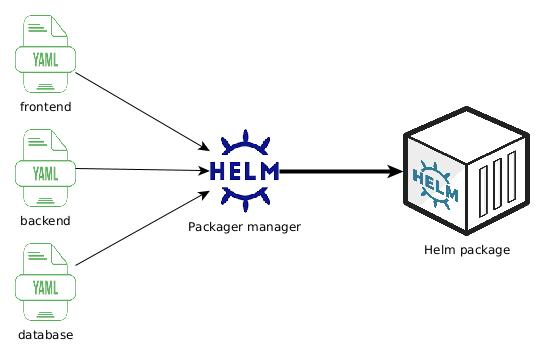 YAML
frontend
YAML
backend
YAML
database
HELM
Packager manager
HELM
Helm package